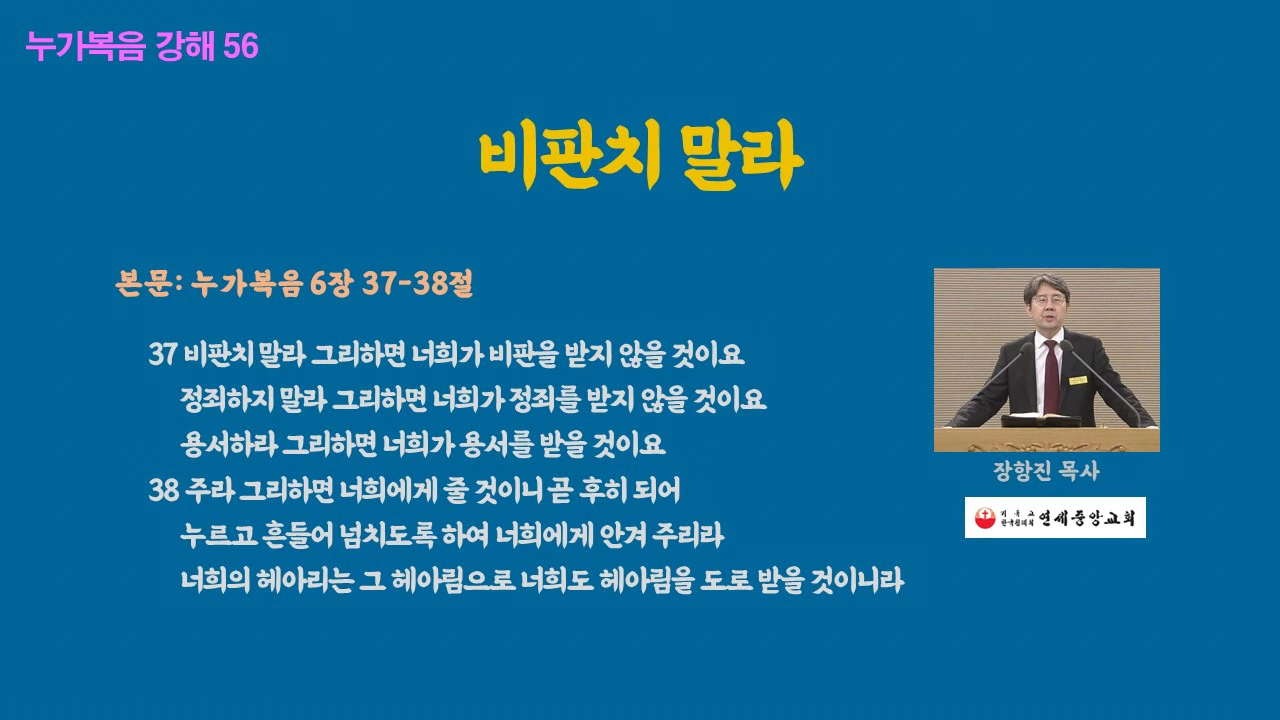 누가복음 강해 56
비판치 말라
본문: 누가복음 6장 37-38절
37 비판치 말라 그리하면 너희가 비판을 받지 않을 것이요
정죄하지 말라 그리하면 너희가 정죄를 받지 않을 것이요
용서하라 그리하면 너희가 용서를 받을 것이요
38 주라 그리하면 너희에게 줄 것이니 곧 후히 되어
누르고 흔들어 넘치도록 하여 너희에게 안겨 주리라
너희의 헤아리는 그 헤아림으로 너희도 헤아림을 도로 받을 것이니라
장항진 목사
기독교
한국침례회 연세중앙교회